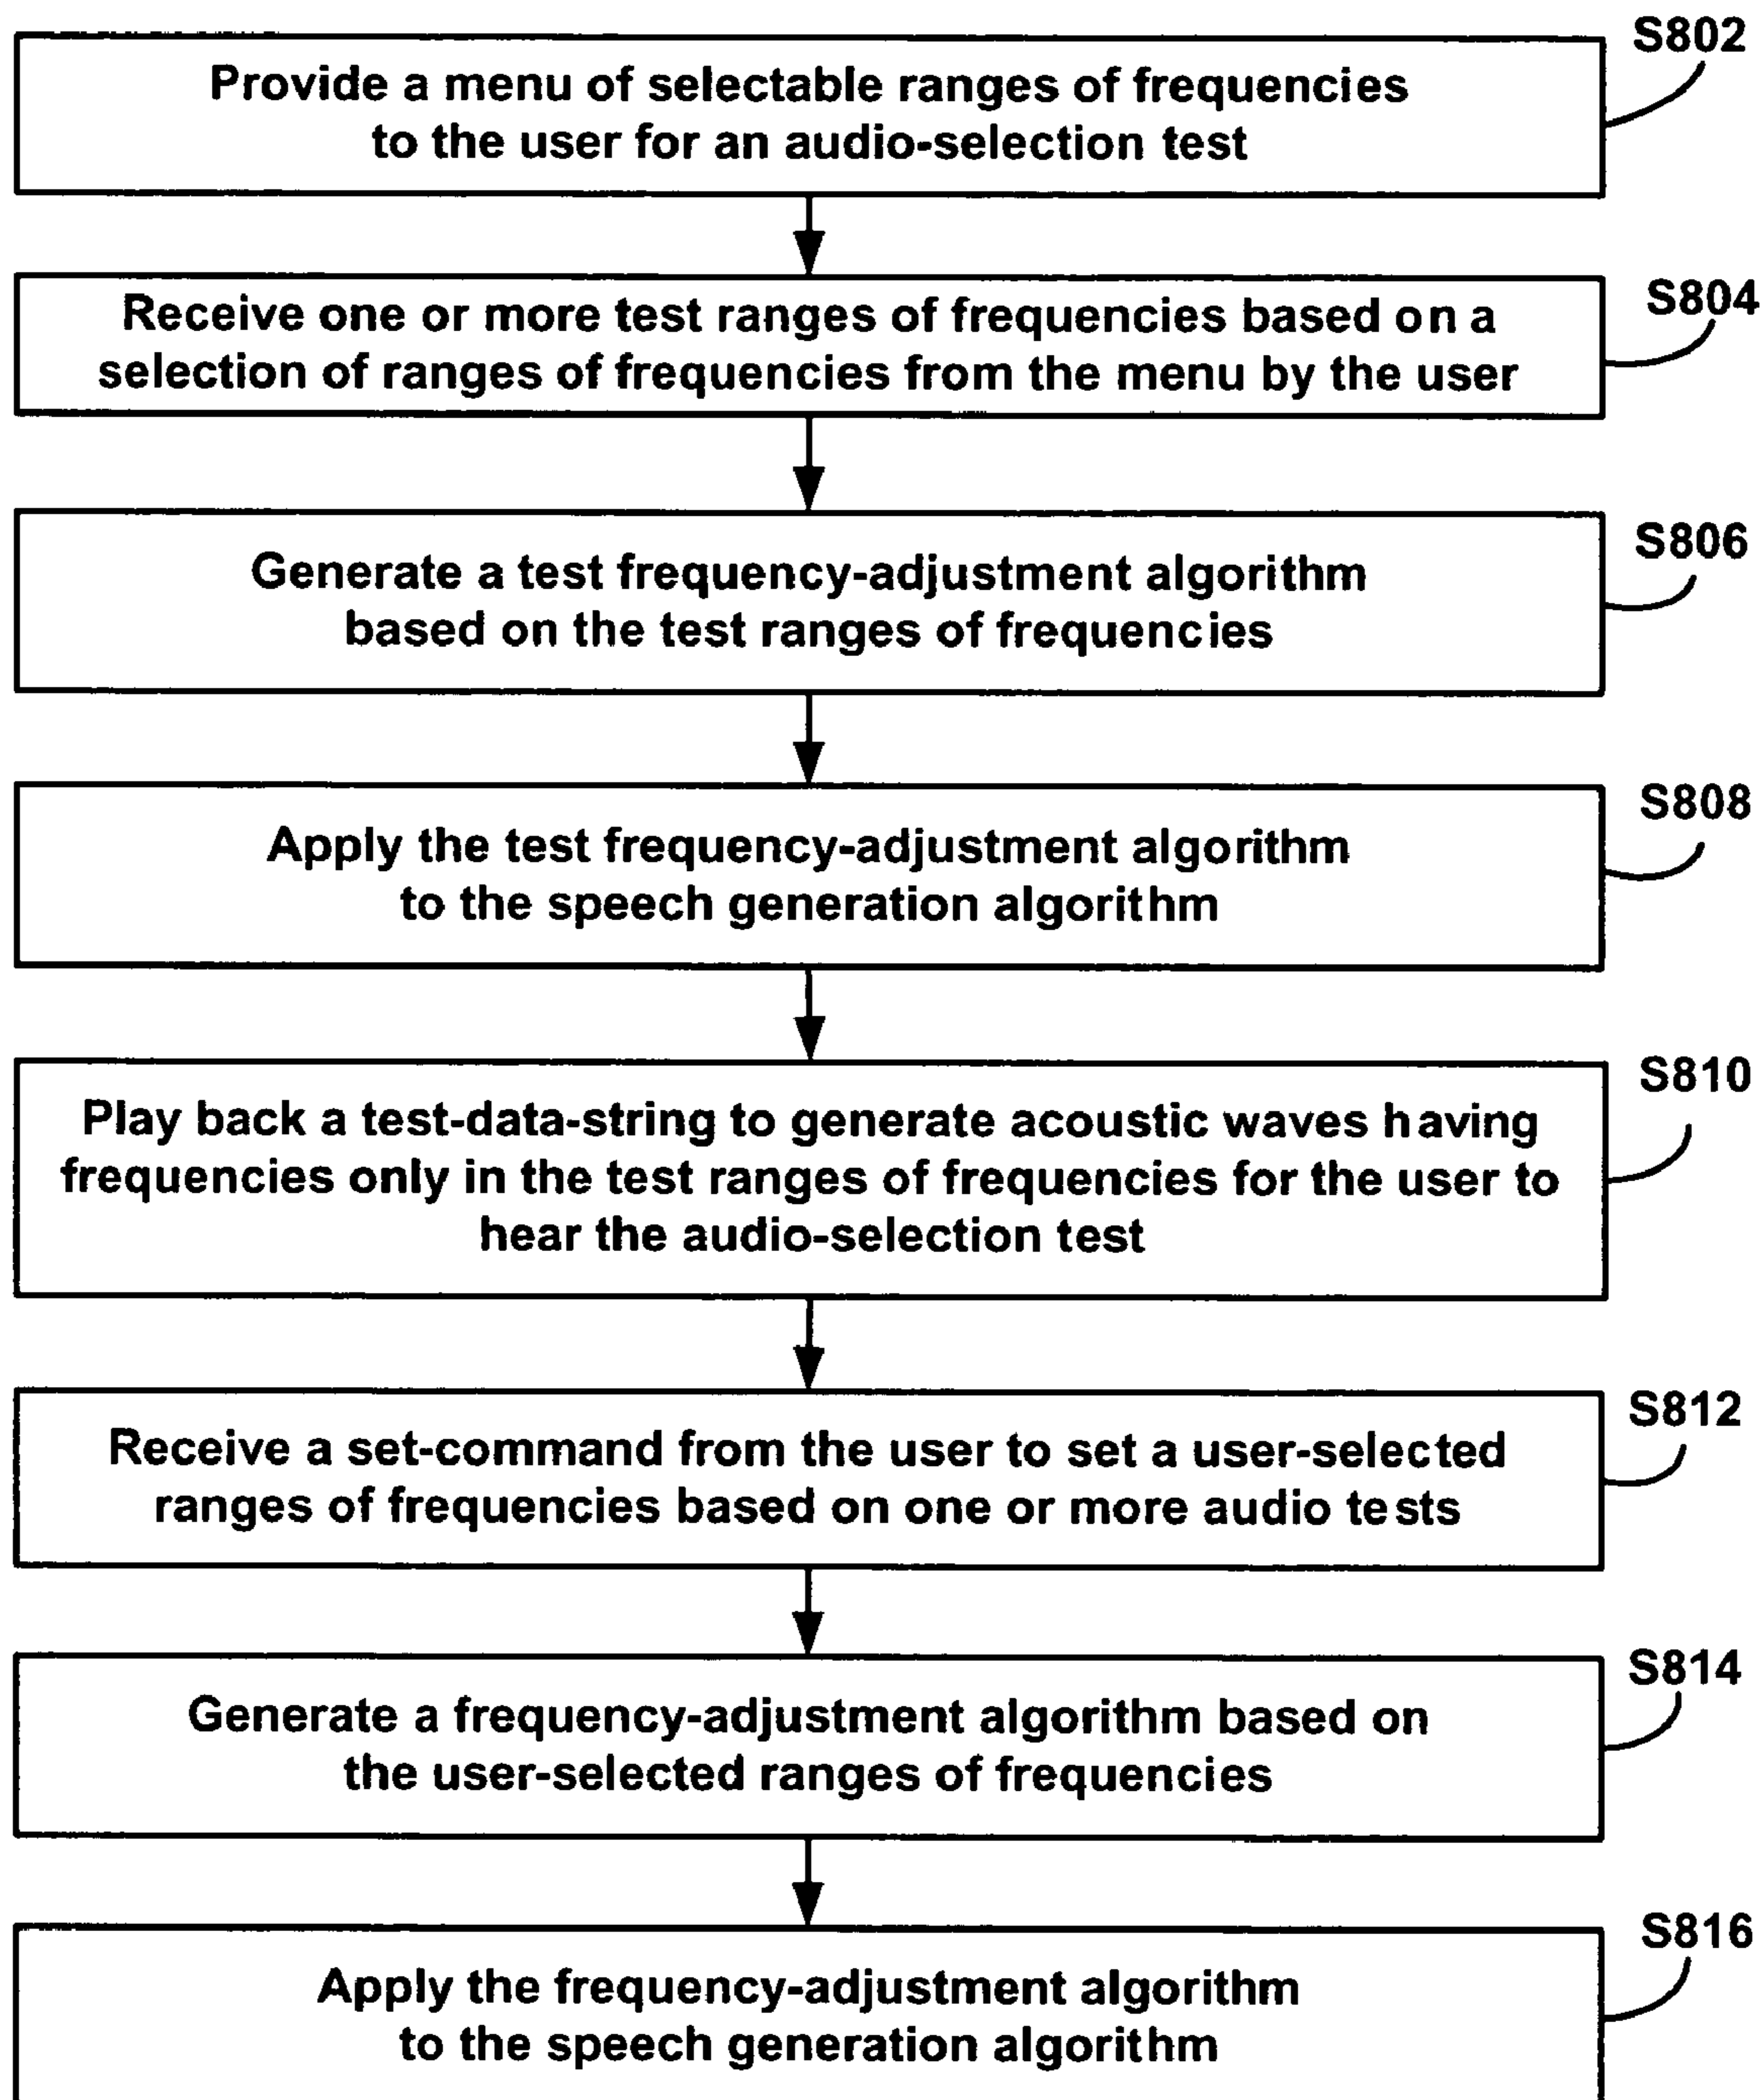 S802
Provide a menu of selectable ranges of frequencies
to the user for an audio-selection test
S804
Receive one or more test ranges of frequencies based on a
selection of ranges of frequencies from the menu by the user
S806
Generate a test frequency-adjustment algorithm
based on the test ranges of frequencies
S808
Apply the test frequency-adjustment algorithm
to the speech generation algorithm
S810
Play back a test-data-string to generate acoustic waves having
frequencies only in the test ranges of frequencies for the user to
hear the audio-selection test
S812
Receive a set-command from the user to set a user-selected
ranges of frequencies based on one or more audio tests
S814
Generate a frequency-adjustment algorithm based on
the user-selected ranges of frequencies
S816
Apply the frequency-adjustment algorithm
to the speech generation algorithm